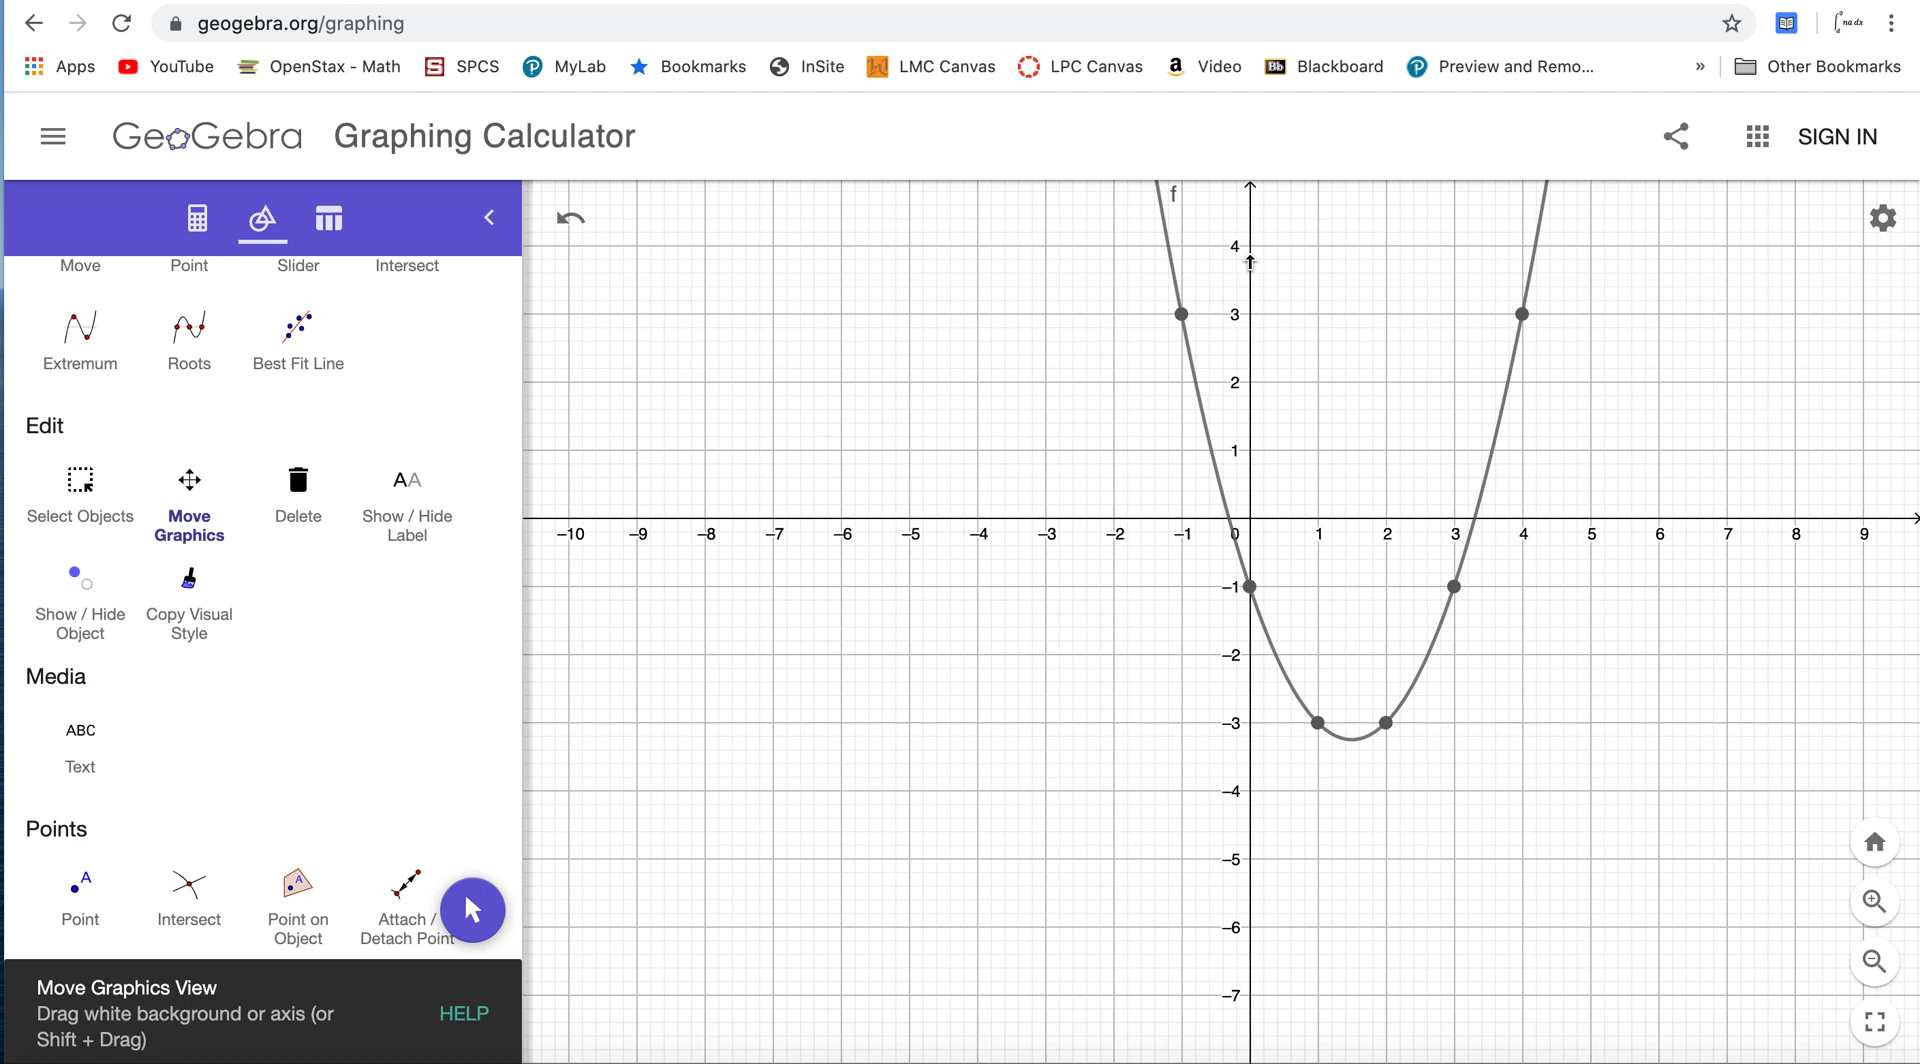 geogebra.org/graphing
na dx
Apps YouTube OpenStax - Math SPCS MyLab Bookmarks InSite LMC Canvas LPC Canvas Video Blackboard Preview and Remo... » Other Bookmarks
GeoGebra Graphing Calculator SIGN IN
Move Point Slider Intersect
Extremum Roots Best Fit Line
Edit
Select Objects Move Graphics Delete Show / Hide Label
Show / Hide Object Copy Visual Style
Media
ABC
Text
Points
A A
Point Intersect Point on Object Attach / Detach Point
Move Graphics View
Drag white background or axis (or
Shift + Drag)
HELP
f
4
3
2
1
–10 –9 –8 –7 –6 –5 –4 –3 –2 –1 0 1 2 3 4 5 6 7 8 9
–1
–2
–3
–4
–5
–6
–7